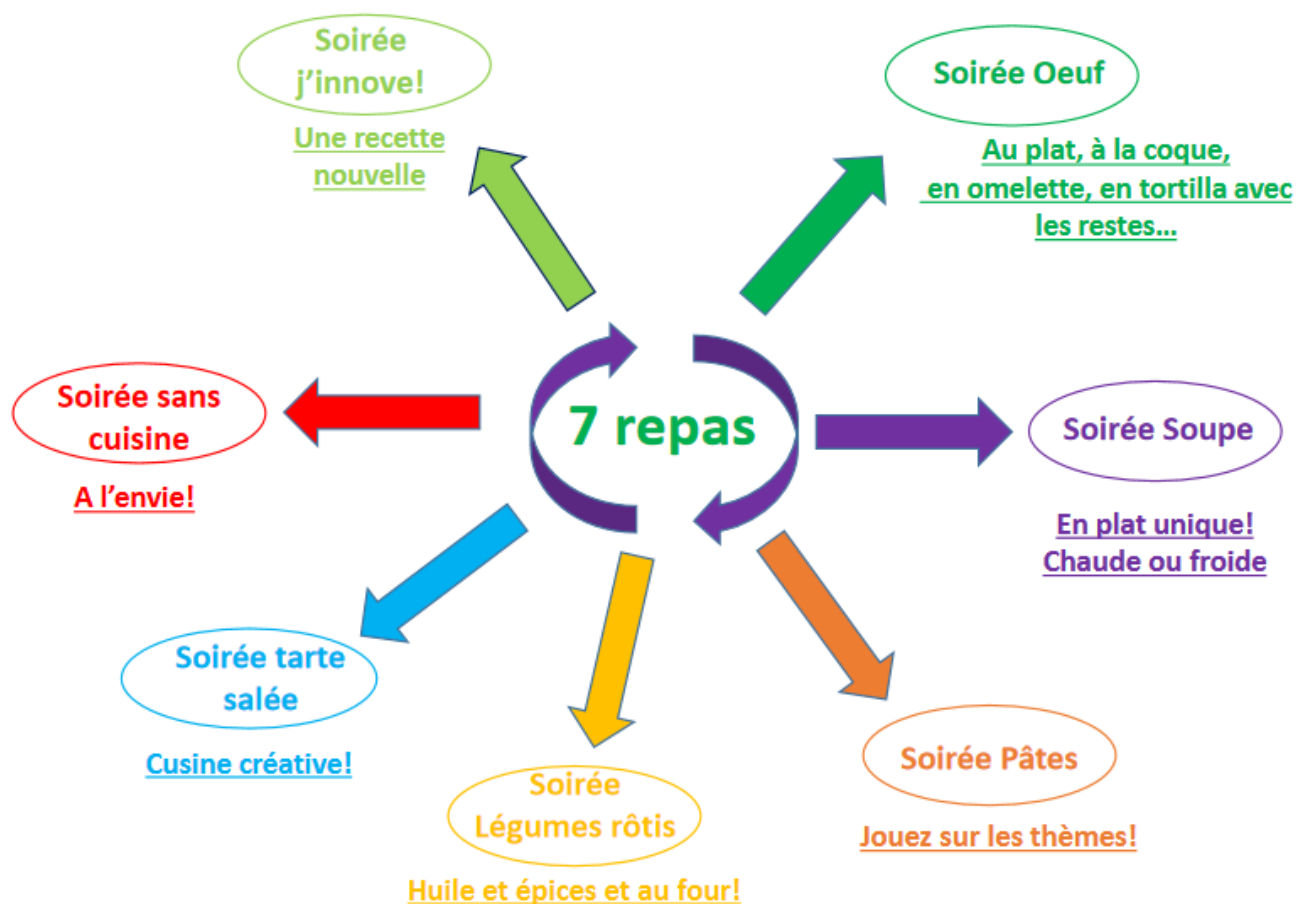 Soirée
j'innove!
Une recette
nouvelle
Soirée Oeuf
Au plat, à la coque,
en omelette, en tortilla avec
les restes...
Soirée sans
cuisine
A l'envie!
7 repas
Soirée Soupe
En plat unique!
Chaude ou froide
Soirée tarte
salée
Cusine créative!
Soirée
Légumes rôtis
Huile et épices et au four!
Soirée Pâtes
Jouez sur les thèmes!